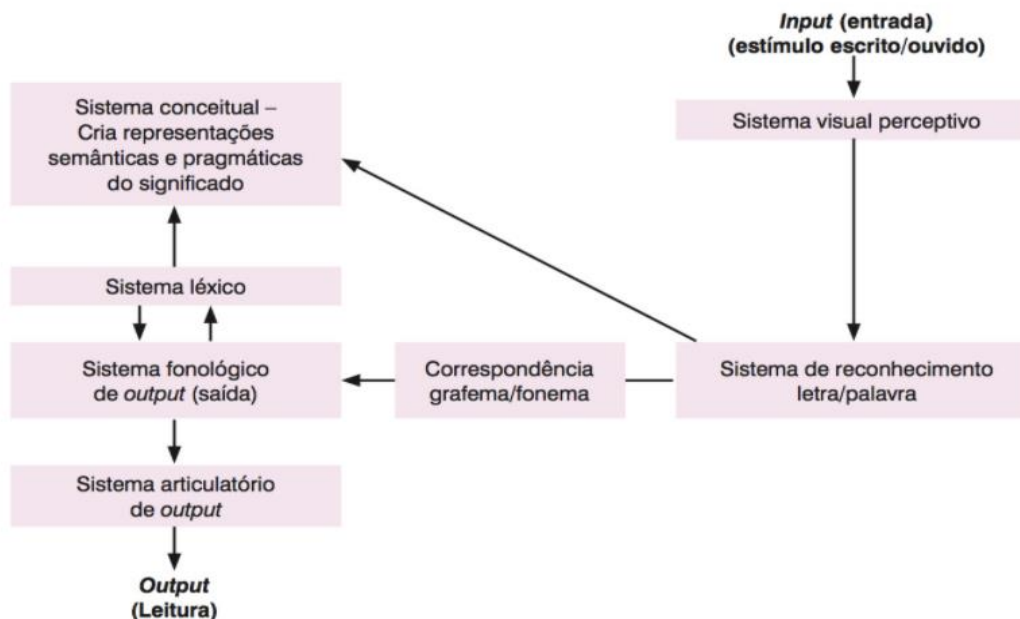 Input (entrada)
(estímulo escrito/ouvido)
Sistema conceitual –
Cria representações
semânticas e pragmáticas
do significado
Sistema visual perceptivo
Sistema léxico
Sistema fonológico
de output (saída)
Correspondência
grafema/fonema
Sistema de reconhecimento
letra/palavra
Sistema articulatório
de output
Output
(Leitura)